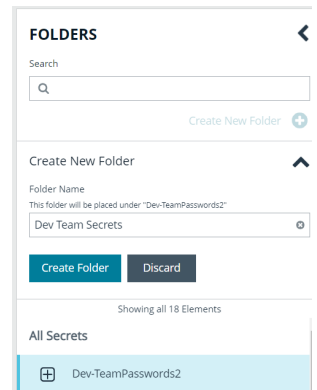 FOLDERS
Search
Create New Folder
Create New Folder
Folder Name
This folder will be placed under "Dev-TeamPasswords2"
Dev Team Secrets
Create Folder Discard
Showing all 18 Elements
All Secrets
Dev-TeamPasswords2